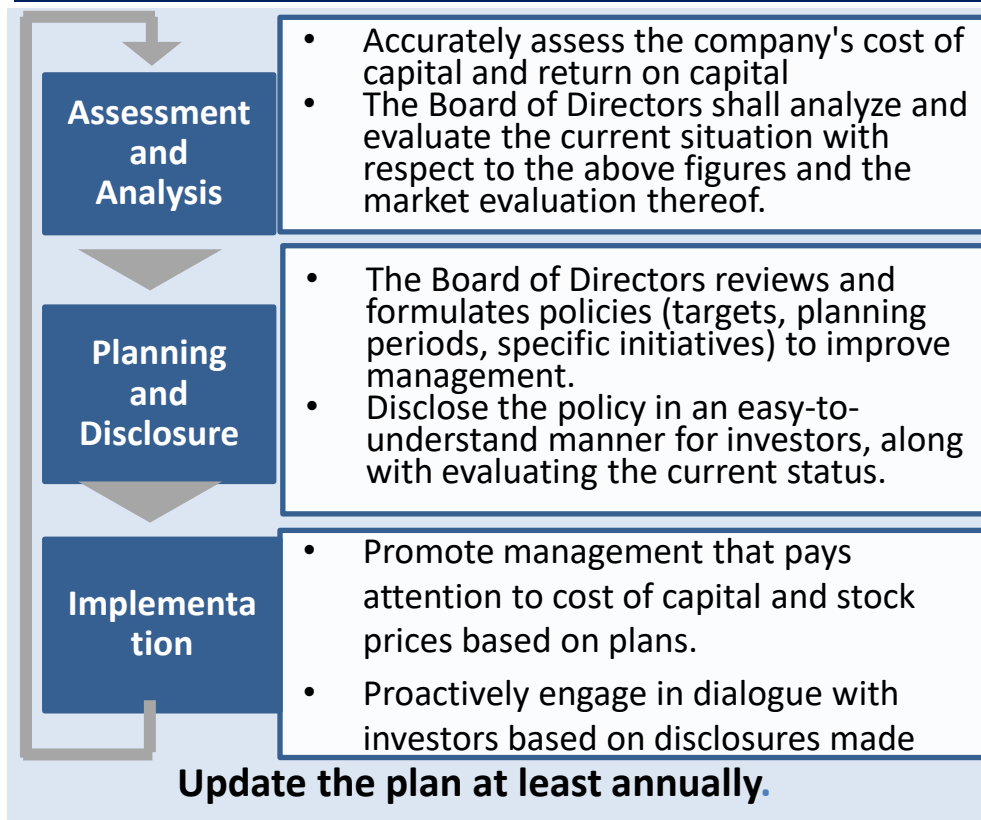 Assessment
and
Analysis
• Accurately assess the company's cost of
capital and return on capital
• The Board of Directors shall analyze and
evaluate the current situation with
respect to the above figures and the
market evaluation thereof.
Planning
and
Disclosure
• The Board of Directors reviews and
formulates policies (targets, planning
periods, specific initiatives) to improve
management.
• Disclose the policy in an easy-to-
understand manner for investors, along
with evaluating the current status.
Implementa
tion
• Promote management that pays
attention to cost of capital and stock
prices based on plans.
• Proactively engage in dialogue with
investors based on disclosures made
Update the plan at least annually.